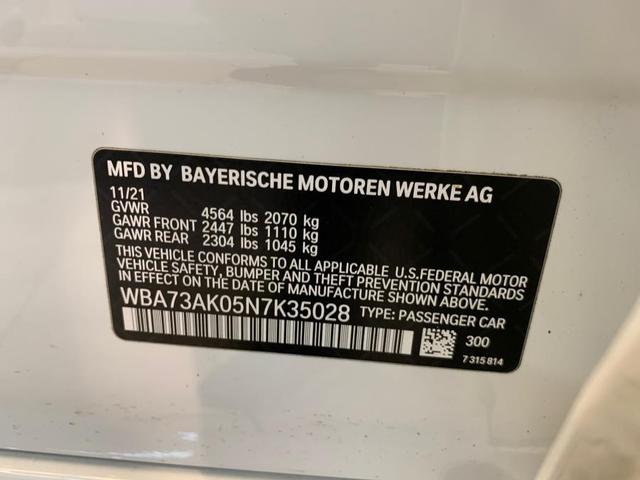 MFD BY BAYERISCHE MOTOREN WERKE AG
11/21
GVWR 4564 lbs 2070 kg
GAWR FRONT 2447 lbs 1110 kg
GAWR REAR 2304 lbs 1045 kg
THIS VEHICLE CONFORMS TO ALL APPLICABLE U.S.FEDERAL MOTOR
VEHICLE SAFETY, BUMPER AND THEFT PREVENTION STANDARDS
IN EFFECT ON THE DATE OF MANUFACTURE SHOWN ABOVE.
WBA73AK05N7K35028 TYPE: PASSENGER CAR
300
7 315 814